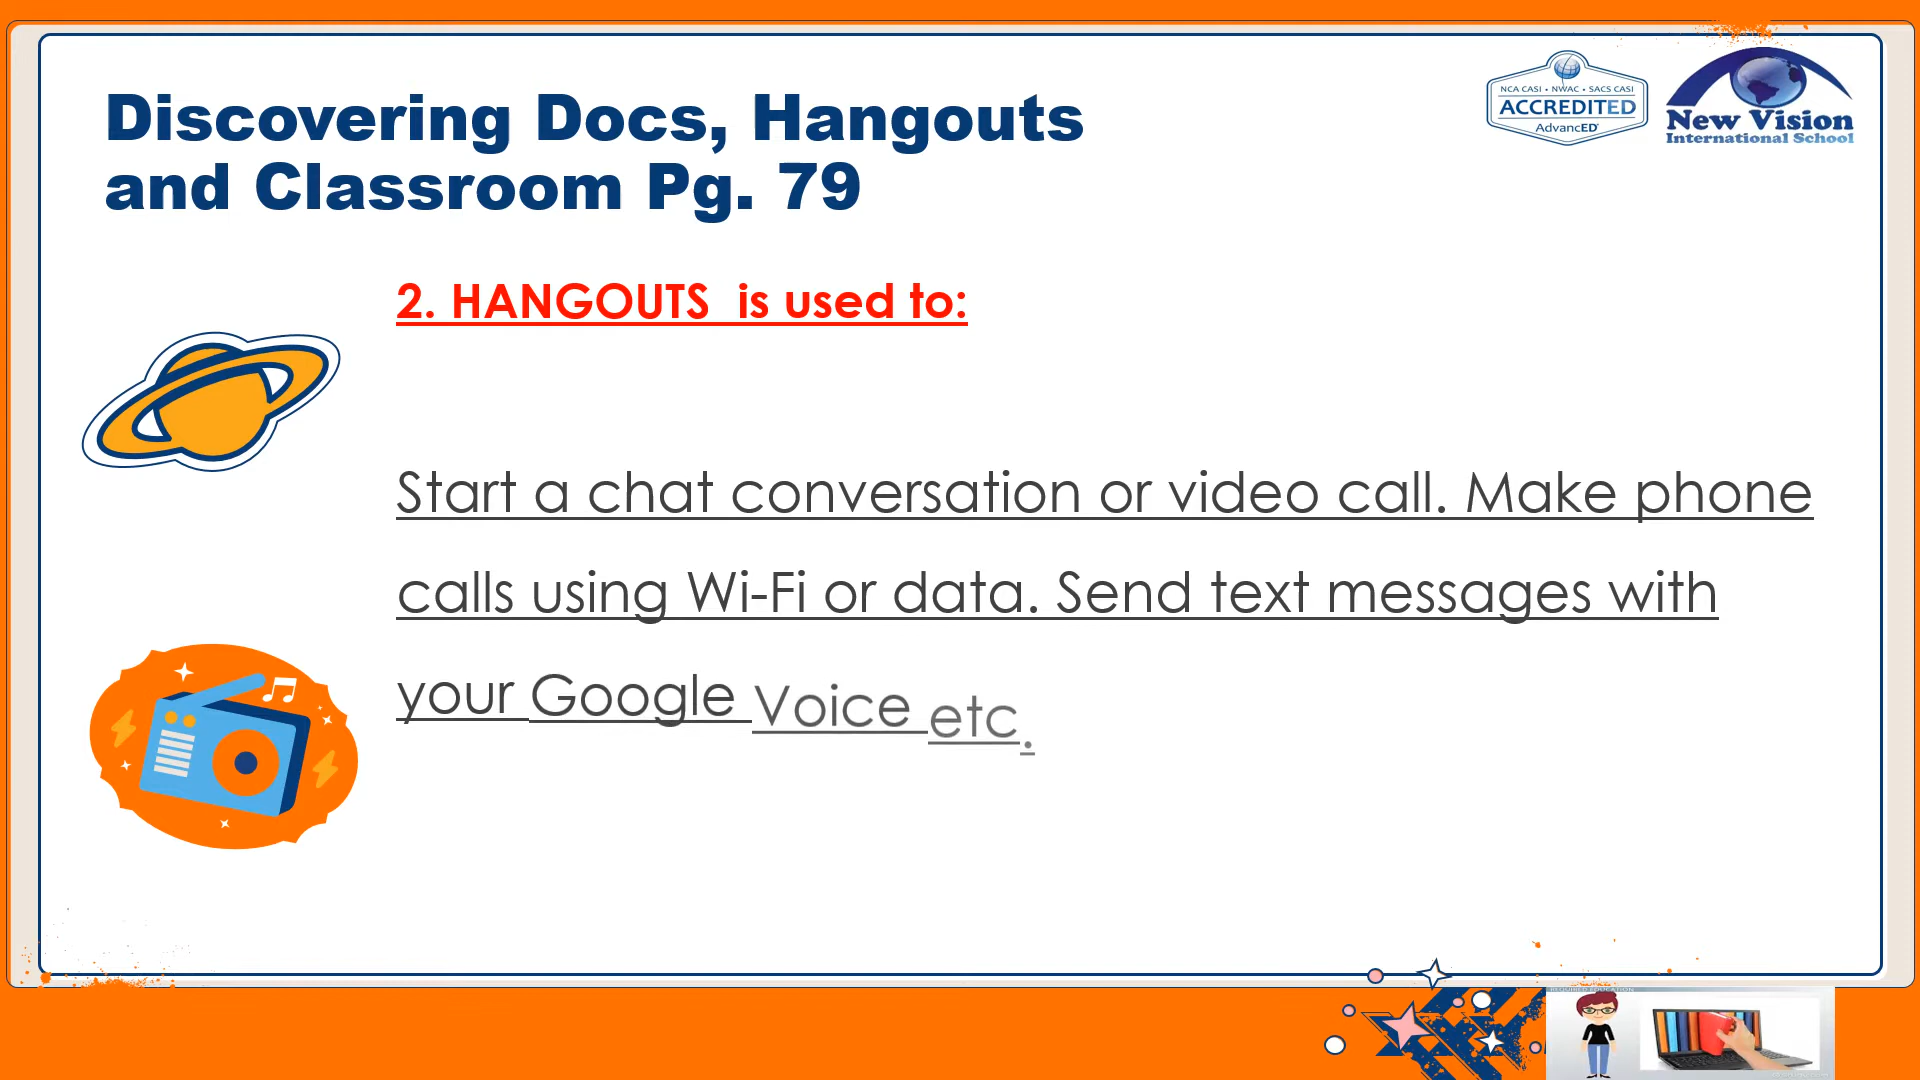 Discovering Docs, Hangouts
and Classroom Pg. 79
NCA CASI • NWAC • SACS CASI
ACCREDITED
AdvancED
New Vision
International School
2. HANGOUTS is used to:
Start a chat conversation or video call. Make phone
calls using Wi-Fi or data. Send text messages with
your Google Voice etc.